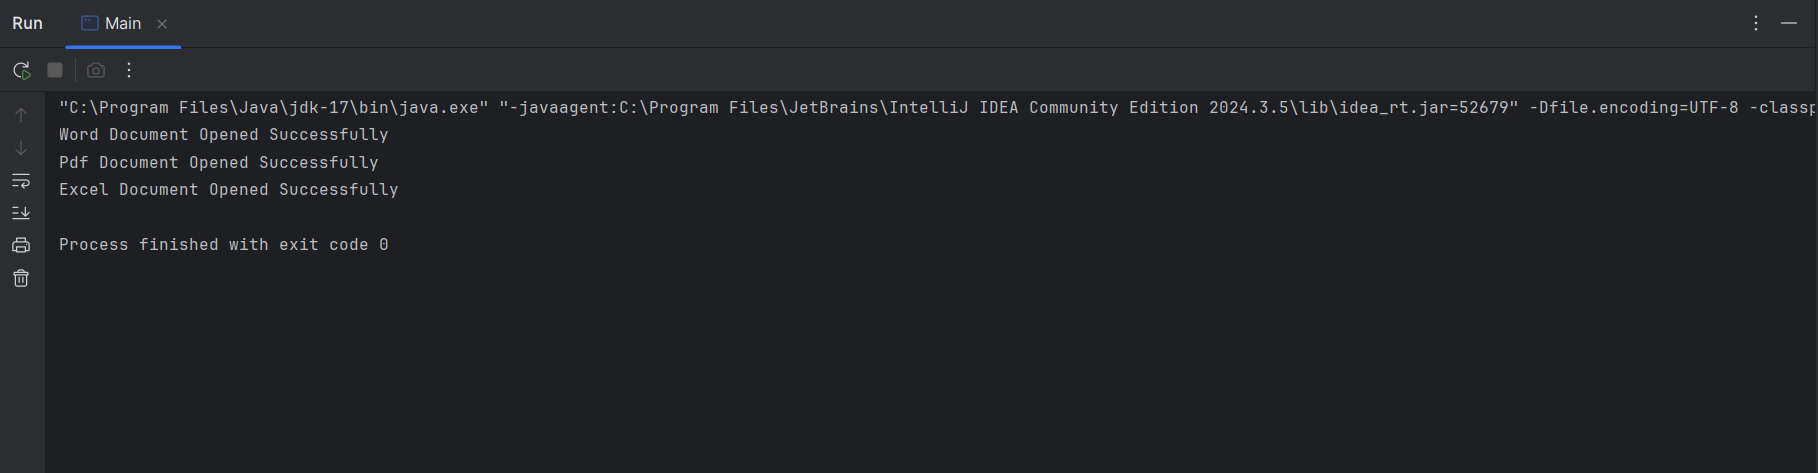 Run Main
"C:\Program Files\Java\jdk-17\bin\java.exe" "-javaagent:C:\Program Files\JetBrains\IntelliJ IDEA Community Edition 2024.3.5\lib\idea_rt.jar=52679" -Dfile.encoding=UTF-8 -classp
Word Document Opened Successfully
Pdf Document Opened Successfully
Excel Document Opened Successfully
Process finished with exit code 0